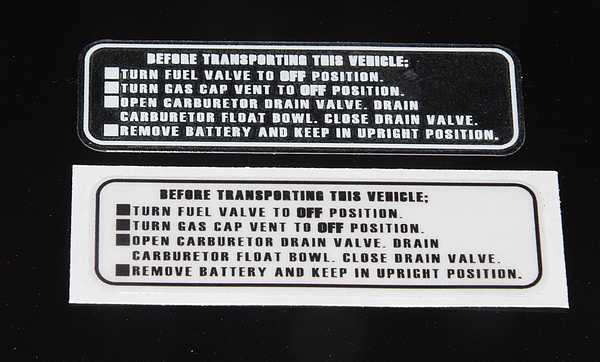 BEFORE TRANSPORTING THIS VEHICLE:
■TURN FUEL VALVE TO OFF POSITION.
■TURN GAS CAP VENT TO OFF POSITION.
■OPEN CARBURETOR DRAIN VALVE. DRAIN
CARBURETOR FLOAT BOWL. CLOSE DRAIN VALVE.
■REMOVE BATTERY AND KEEP IN UPRIGHT POSITION.
BEFORE TRANSPORTING THIS VEHICLE:
■TURN FUEL VALVE TO OFF POSITION.
■TURN GAS CAP VENT TO OFF POSITION.
■OPEN CARBURETOR DRAIN VALVE. DRAIN
CARBURETOR FLOAT BOWL. CLOSE DRAIN VALVE.
■REMOVE BATTERY AND KEEP IN UPRIGHT POSITION.